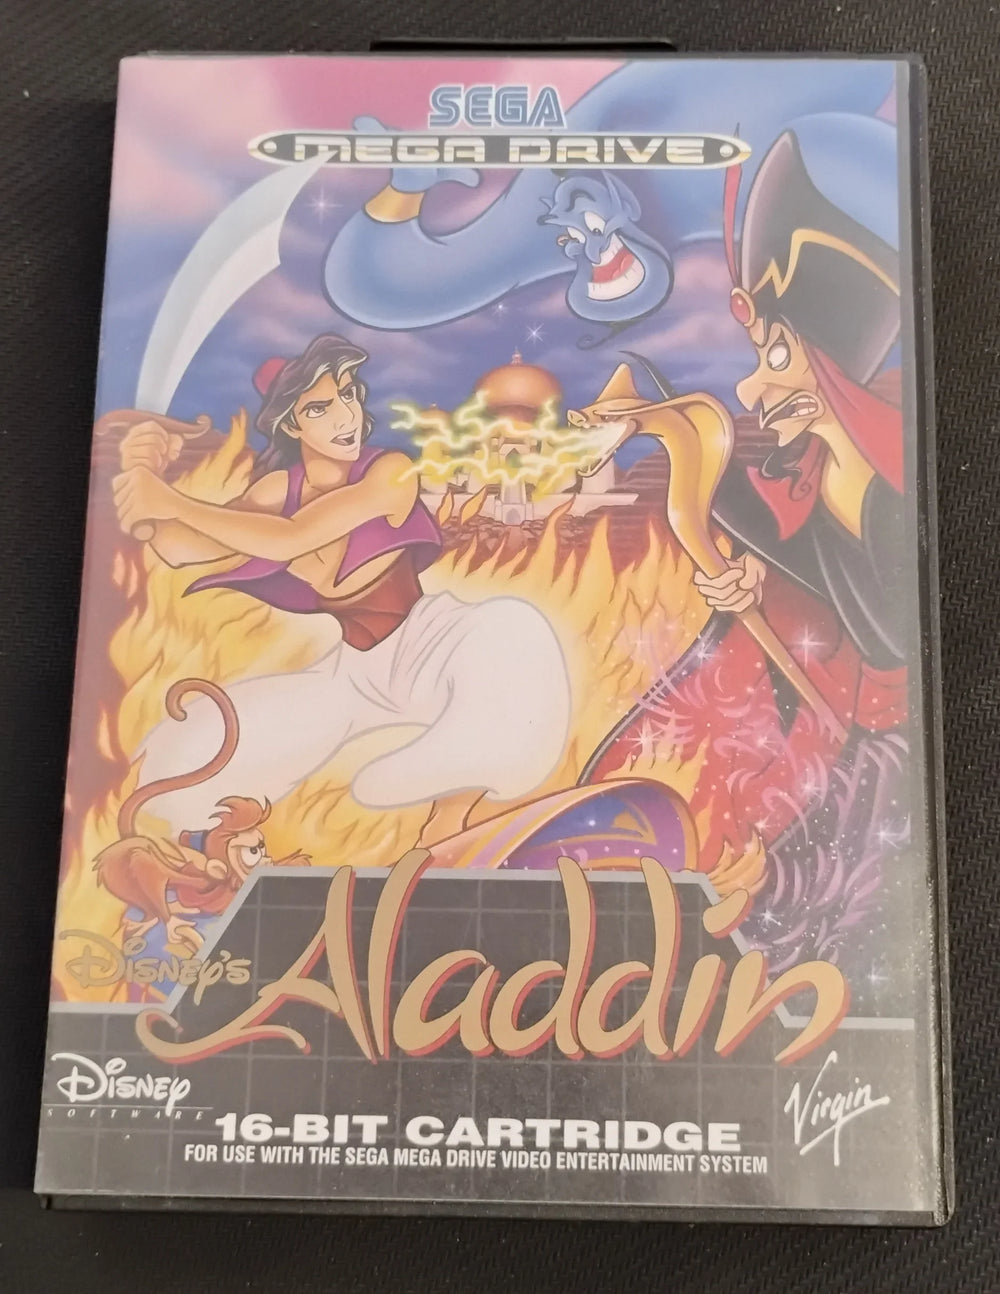 SEGA
MEGA DRIVE
DISNEY'S
Aladdin
DISNEY
SOFTWARE
Virgin
16-BIT CARTRIDGE
FOR USE WITH THE SEGA MEGA DRIVE VIDEO ENTERTAINMENT SYSTEM